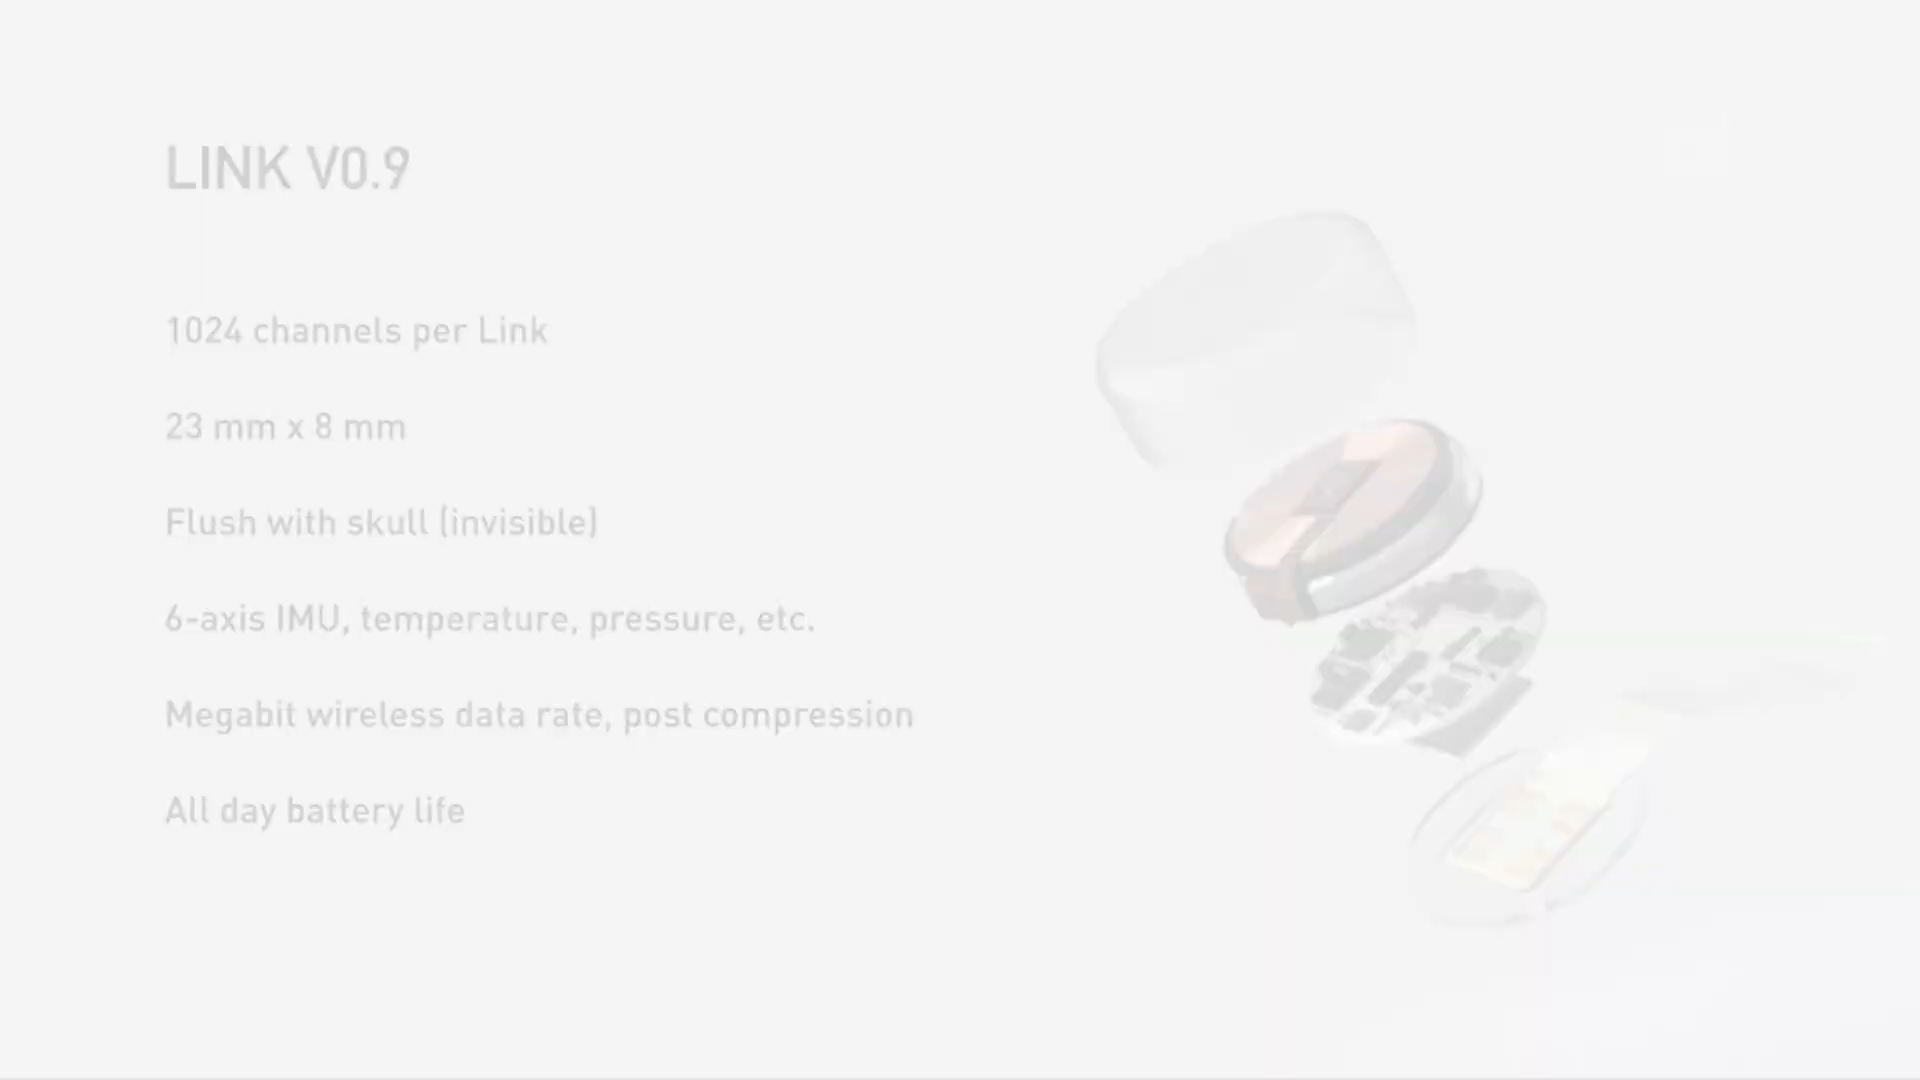 LINK V0.9
1024 channels per Link
23 mm x 8 mm
Flush with skull (invisible)
6-axis IMU, temperature, pressure, etc.
Megabit wireless data rate, post compression
All day battery life